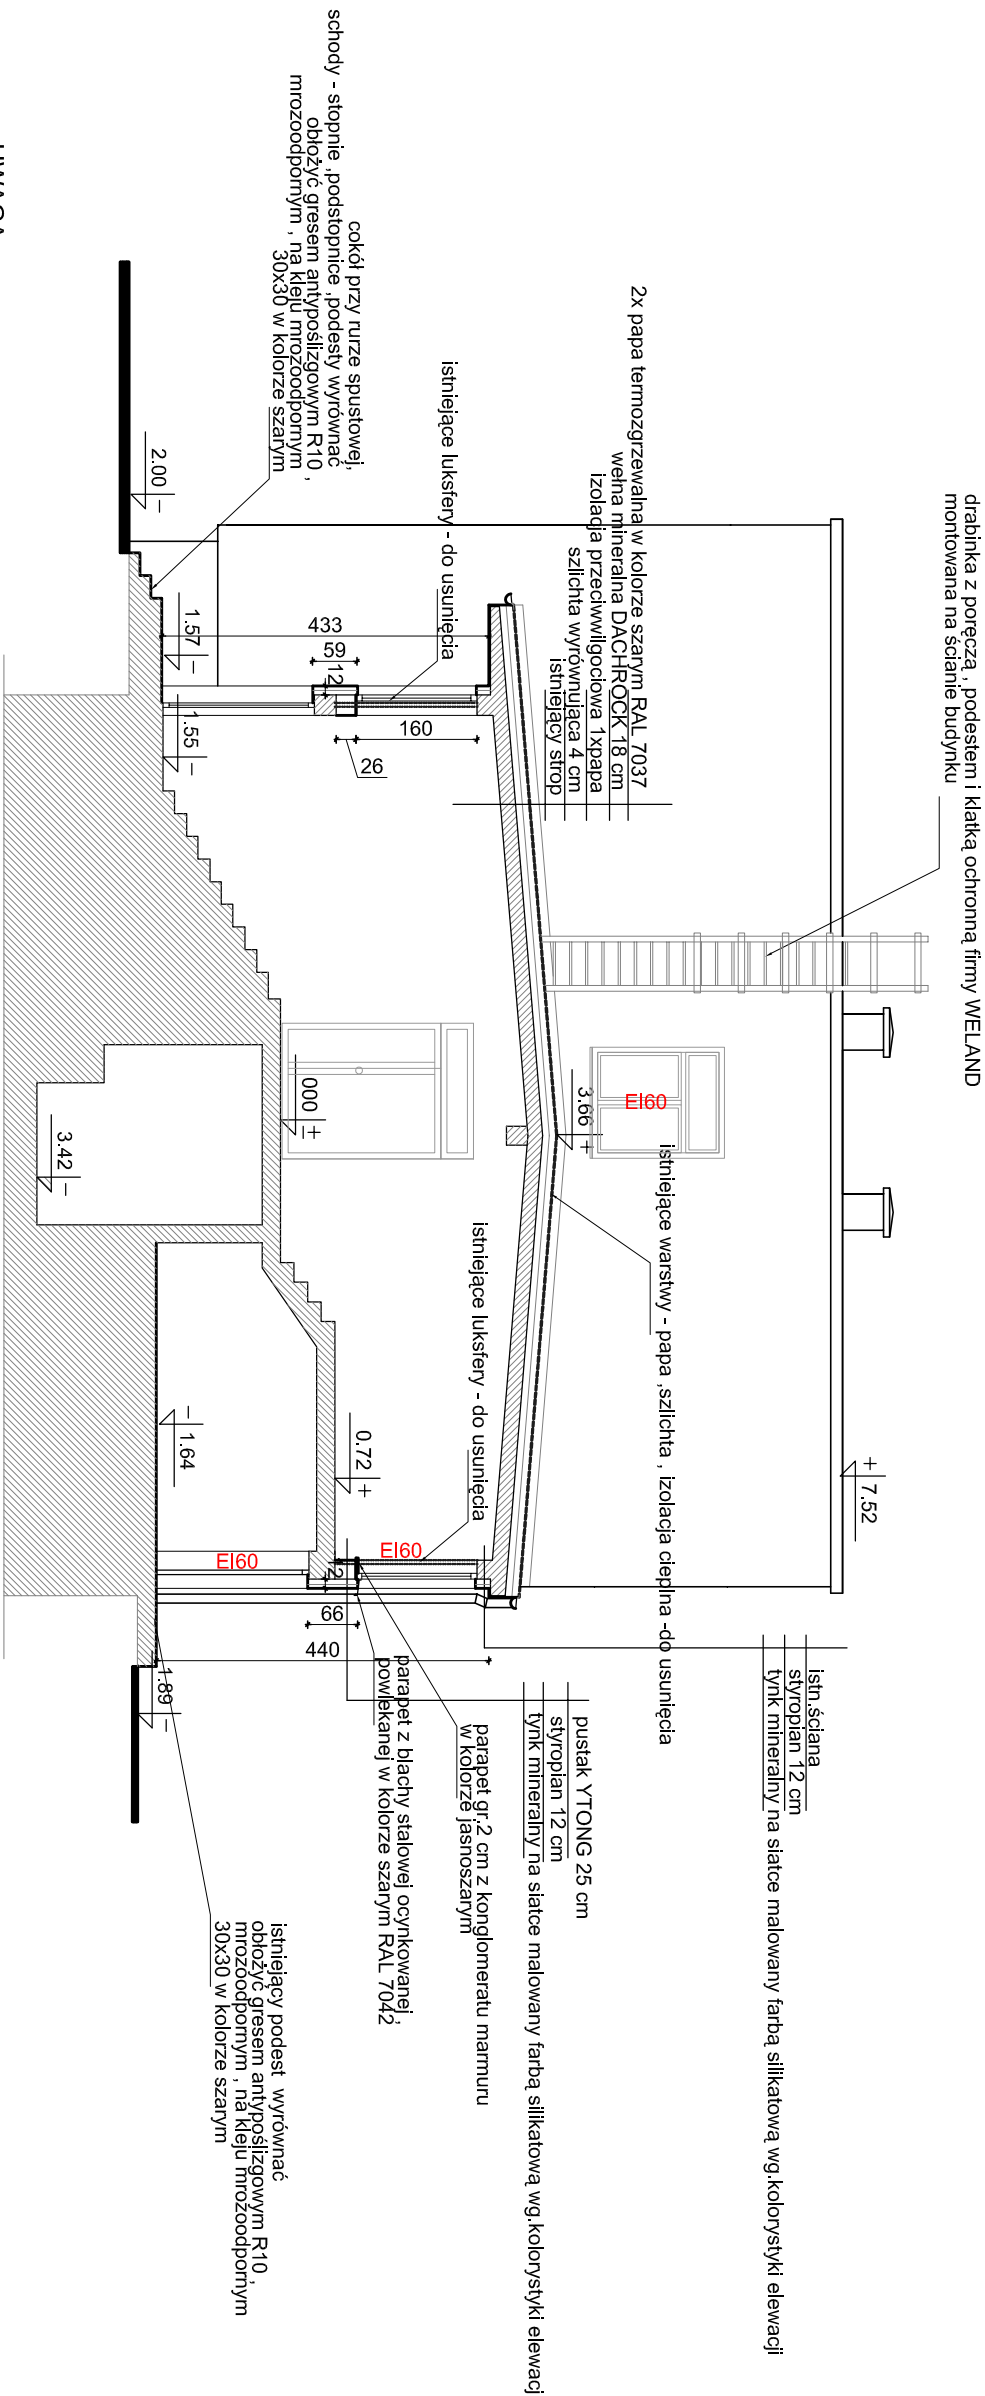 drabinka z poręczą , podestem i klatką ochronną firmy WELAND
montowana na ścianie budynku
2x papa termozgrzewalna w kolorze szarym RAL 7037
wełna mineralna DACHROCK 18 cm
izolacja przeciwwilgociowa 1xpapa
szlichta wyrównująca 4 cm
istniejący strop
istniejące luksfery - do usunięcia
cokół przy rurze spustowej,
schody - stopnie ,podstopnice ,podesty wyrównać
obłożyć gresem antypoślizgowym R10 ,
mrozoodpornym , na kleju mrozoodpornym
30x30 w kolorze szarym
UWAGA
2.00 –
1.57 –
1.55 –
433
59
12
160
26
000 ±
3.42 –
3.66 +
EI60
istniejące warstwy - papa ,szlichta , izolacja cieplna -do usunięcia
istniejące luksfery - do usunięcia
+ 7.52
0.72 +
– 1.64
EI60
EI60
12
66
440
1.89 –
istn.ściana
styropian 12 cm
tynk mineralny na siatce malowany farbą silikatową wg.kolorystyki elewacji
pustak YTONG 25 cm
styropian 12 cm
tynk mineralny na siatce malowany farbą silikatową wg.kolorystyki elewacj
parapet gr.2 cm z konglomeratu marmuru
w kolorze jasnoszarym
parapet z blachy stalowej ocynkowanej ,
powlekanej w kolorze szarym RAL 7042
istniejący podest wyrównać
obłożyć gresem antypoślizgowym R10 ,
mrozoodpornym , na kleju mrozoodpornym
30x30 w kolorze szarym